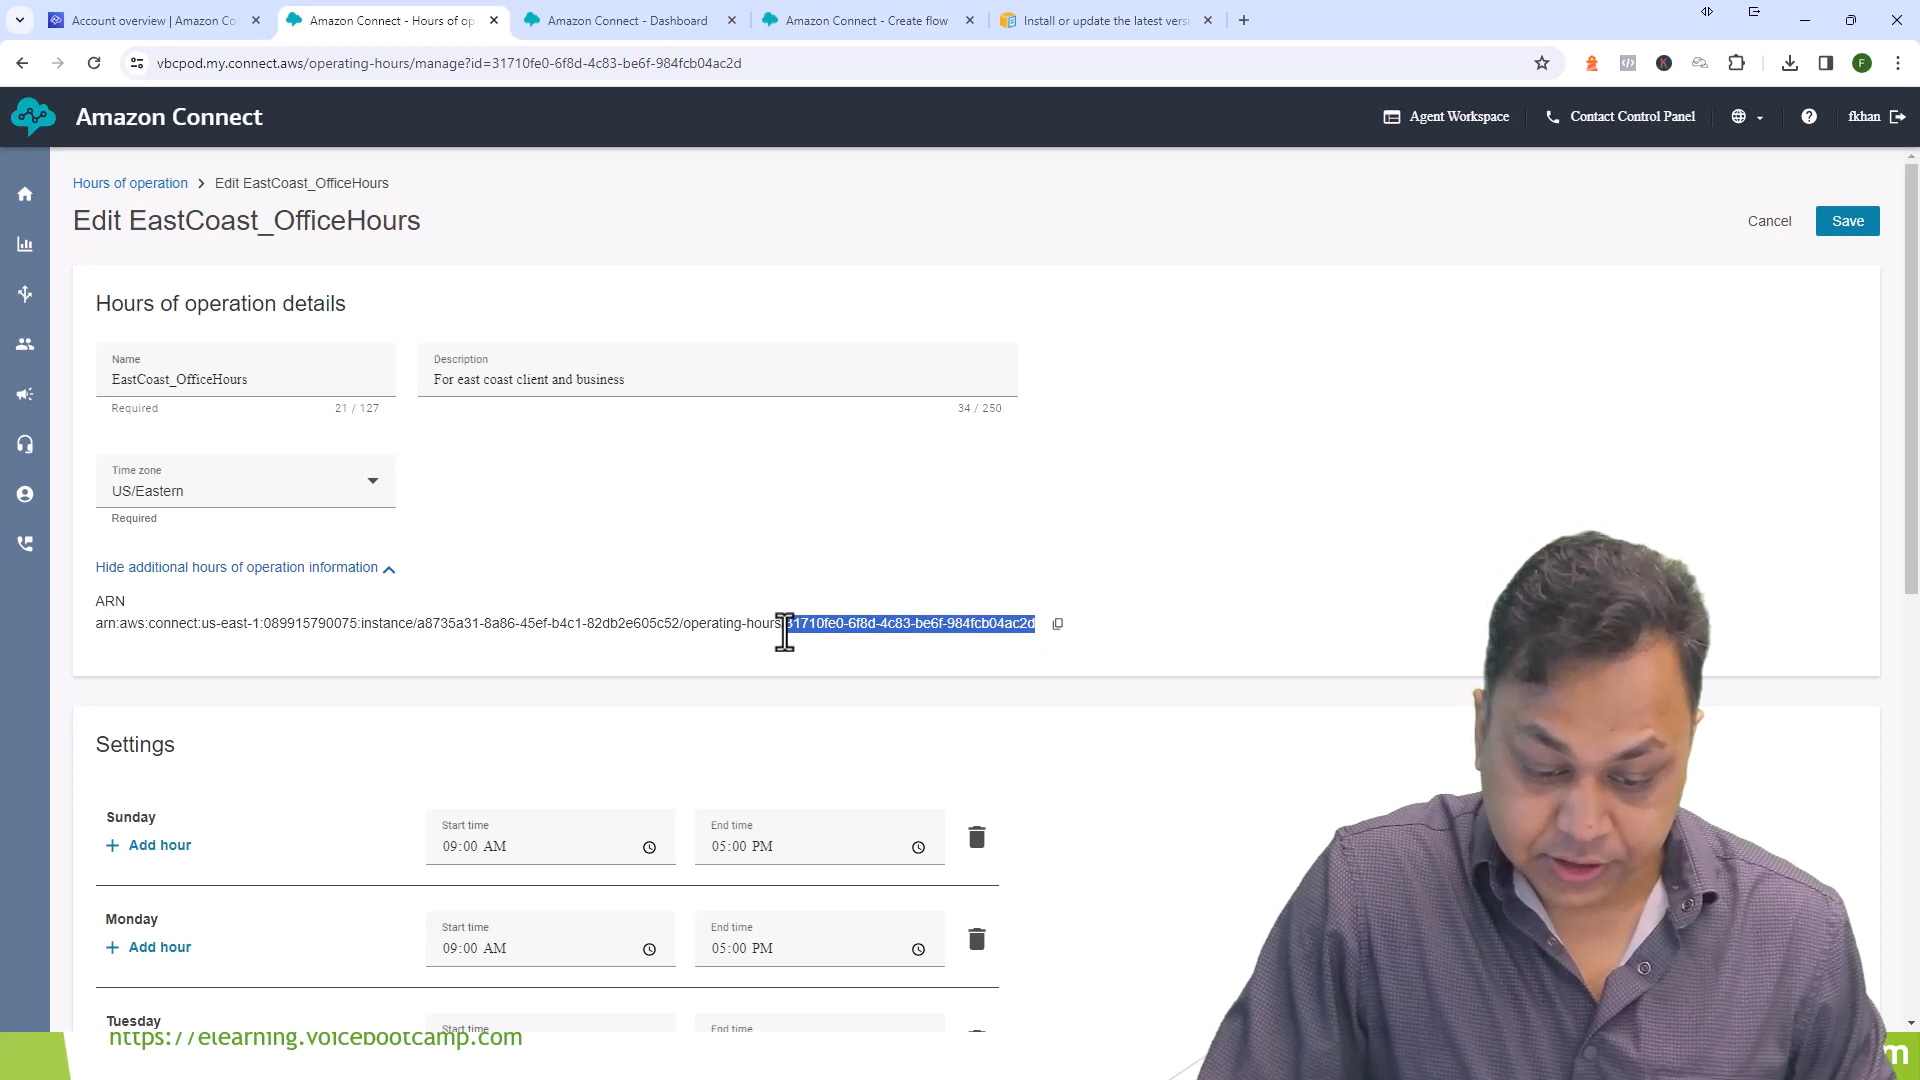 Account overview | Amazon Co
Amazon Connect - Hours of op
Amazon Connect - Dashboard
Amazon Connect - Create flow
Install or update the latest versi
vbcpod.my.connect.aws/operating-hours/manage?id=31710fe0-6f8d-4c83-be6f-984fcb04ac2d
F
Amazon Connect
Agent Workspace
Contact Control Panel
fkhan
Hours of operation > Edit EastCoast_OfficeHours
Edit EastCoast_OfficeHours
Cancel
Save
Hours of operation details
Name
EastCoast_OfficeHours
Required
21 / 127
Description
For east coast client and business
34 / 250
Time zone
US/Eastern
Required
Hide additional hours of operation information
ARN
arn:aws:connect:us-east-1:089915790075:instance/a8735a31-8a86-45ef-b4c1-82db2e605c52/operating-hours/31710fe0-6f8d-4c83-be6f-984fcb04ac2d
Settings
Sunday
+ Add hour
Start time
09:00 AM
End time
05:00 PM
Monday
+ Add hour
Start time
09:00 AM
End time
05:00 PM
Tuesday
Start time
End time
https://elearning.voicebootcamp.com